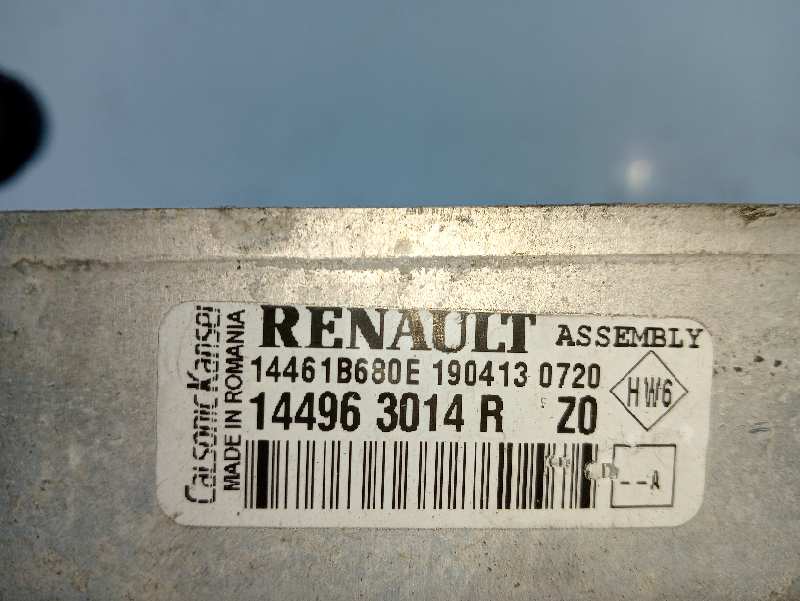 Calsonic Kansei
MADE IN ROMANIA
RENAULT ASSEMBLY
14461B680E 190413 0720
14496 3014 R Z0
HW6
--A